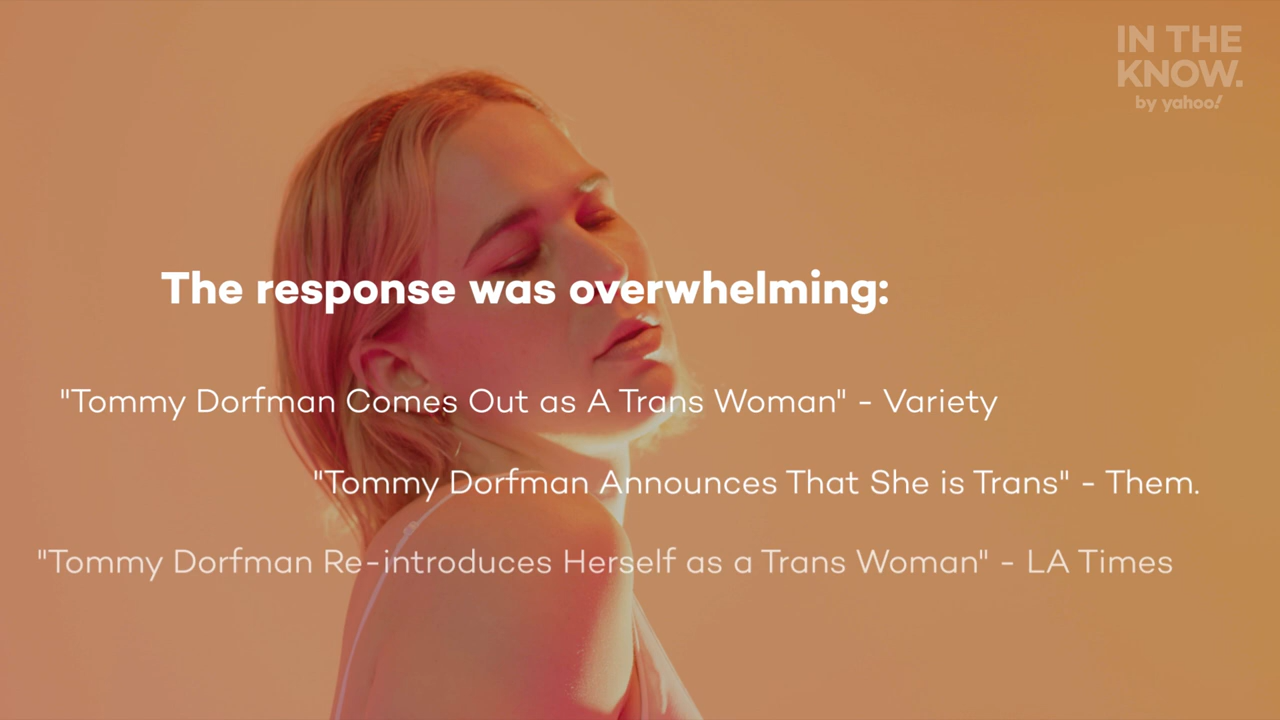 IN THE
KNOW.
by yahoo!
The response was overwhelming:
"Tommy Dorfman Comes Out as A Trans Woman" - Variety
"Tommy Dorfman Announces That She is Trans" - Them.
"Tommy Dorfman Re-introduces Herself as a Trans Woman" - LA Times